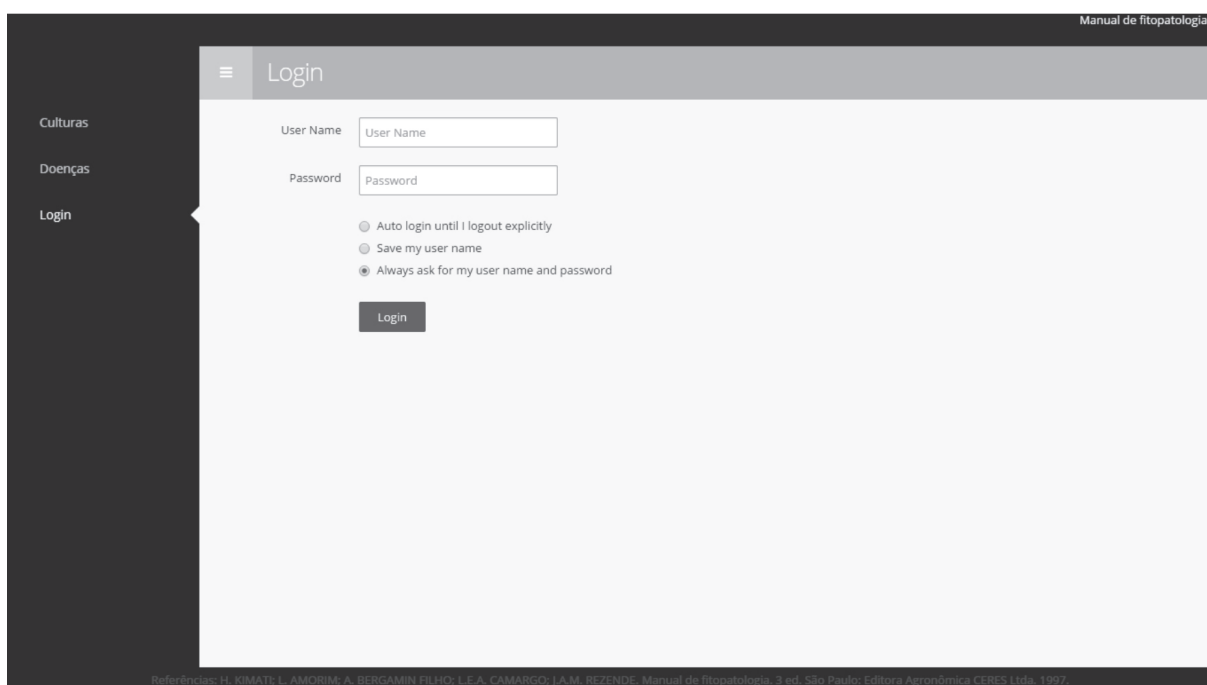 Manual de fitopatologia
Login
Culturas
Doenças
Login
User Name
User Name
Password
Password
Auto login until I logout explicitly
Save my user name
Always ask for my user name and password
Login
Referências: H. KIMATI; L. AMORIM; A. BERGAMIN FILHO; L.E.A. CAMARGO; J.A.M. REZENDE. Manual de fitopatologia. 3 ed. São Paulo: Editora Agronômica CERES Ltda. 1997.